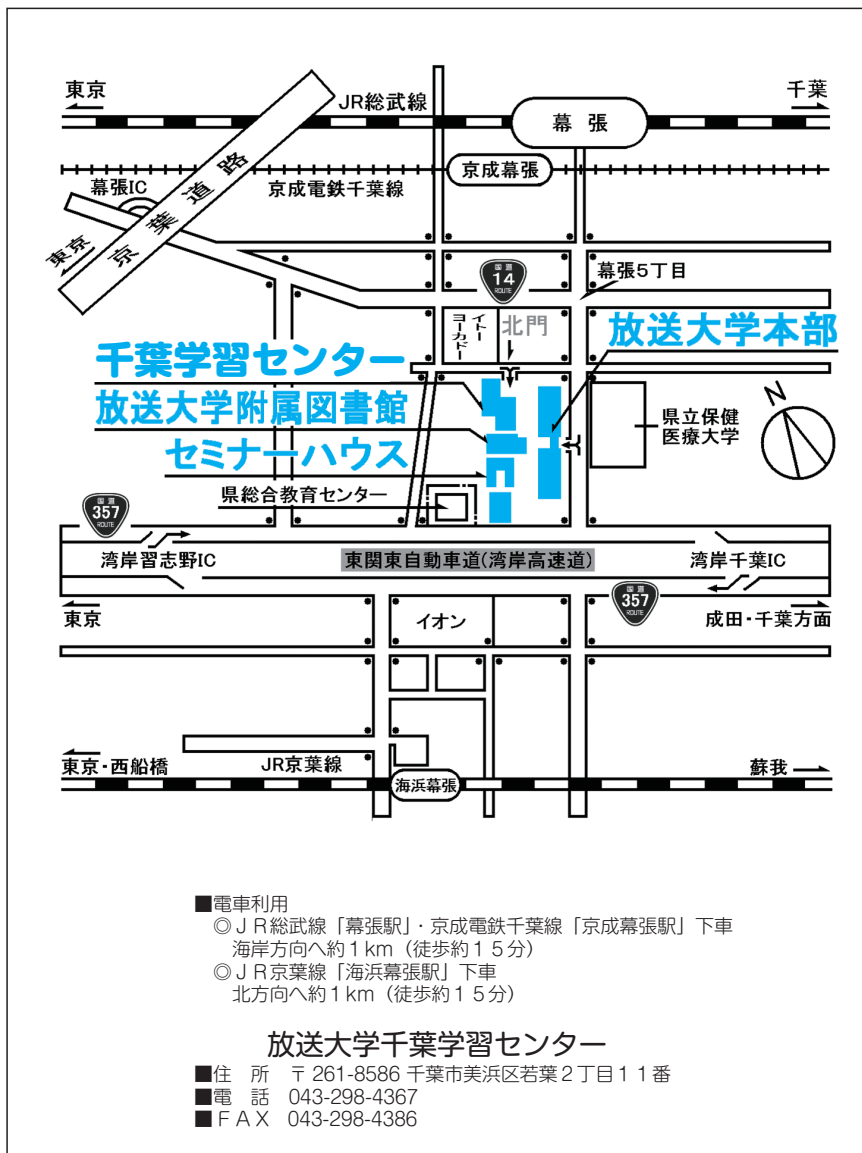 東京
JR総武線
千葉
幕張
京成幕張
幕張IC
京成電鉄千葉線
京葉道路
東京
国道
14
ROUTE
幕張5丁目
イトーヨーカドー
北門
放送大学本部
千葉学習センター
放送大学附属図書館
セミナーハウス
県立保健
医療大学
N
県総合教育センター
国道
357
ROUTE
湾岸習志野IC
東関東自動車道(湾岸高速道)
湾岸千葉IC
国道
357
ROUTE
東京
イオン
成田・千葉方面
東京・西船橋
JR京葉線
海浜幕張
蘇我
■電車利用
◎ＪＲ総武線「幕張駅」・京成電鉄千葉線「京成幕張駅」下車
海岸方向へ約１km（徒歩約１５分）
◎ＪＲ京葉線「海浜幕張駅」下車
北方向へ約１km（徒歩約１５分）
放送大学千葉学習センター
■住　所　〒261-8586 千葉市美浜区若葉２丁目１１番
■電　話　043-298-4367
■ＦＡＸ　043-298-4386